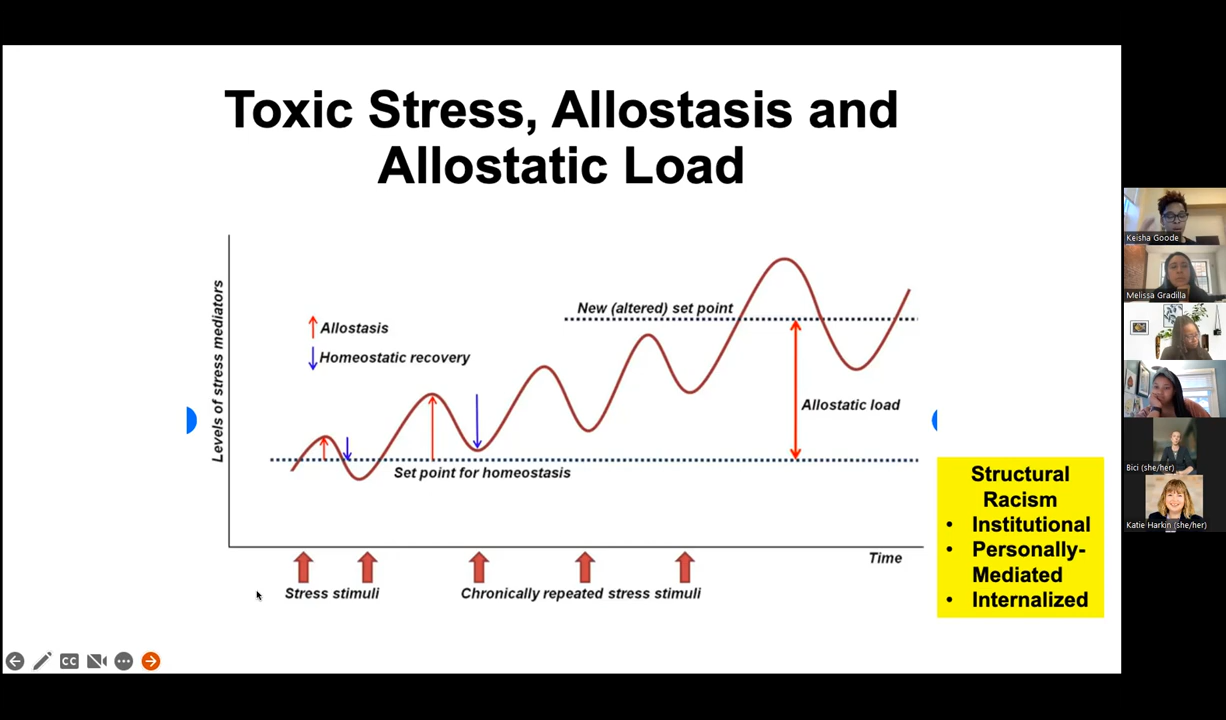 Toxic Stress, Allostasis and
Allostatic Load
Levels of stress mediators
Allostasis
Homeostatic recovery
New (altered) set point
Allostatic load
Set point for homeostasis
Time
Stress stimuli
Chronically repeated stress stimuli
Structural
Racism
• Institutional
• Personally-
Mediated
• Internalized
CC
Keisha Goode
Melissa Gradilla
Bici (she/her)
Katie Harkin (she/her)